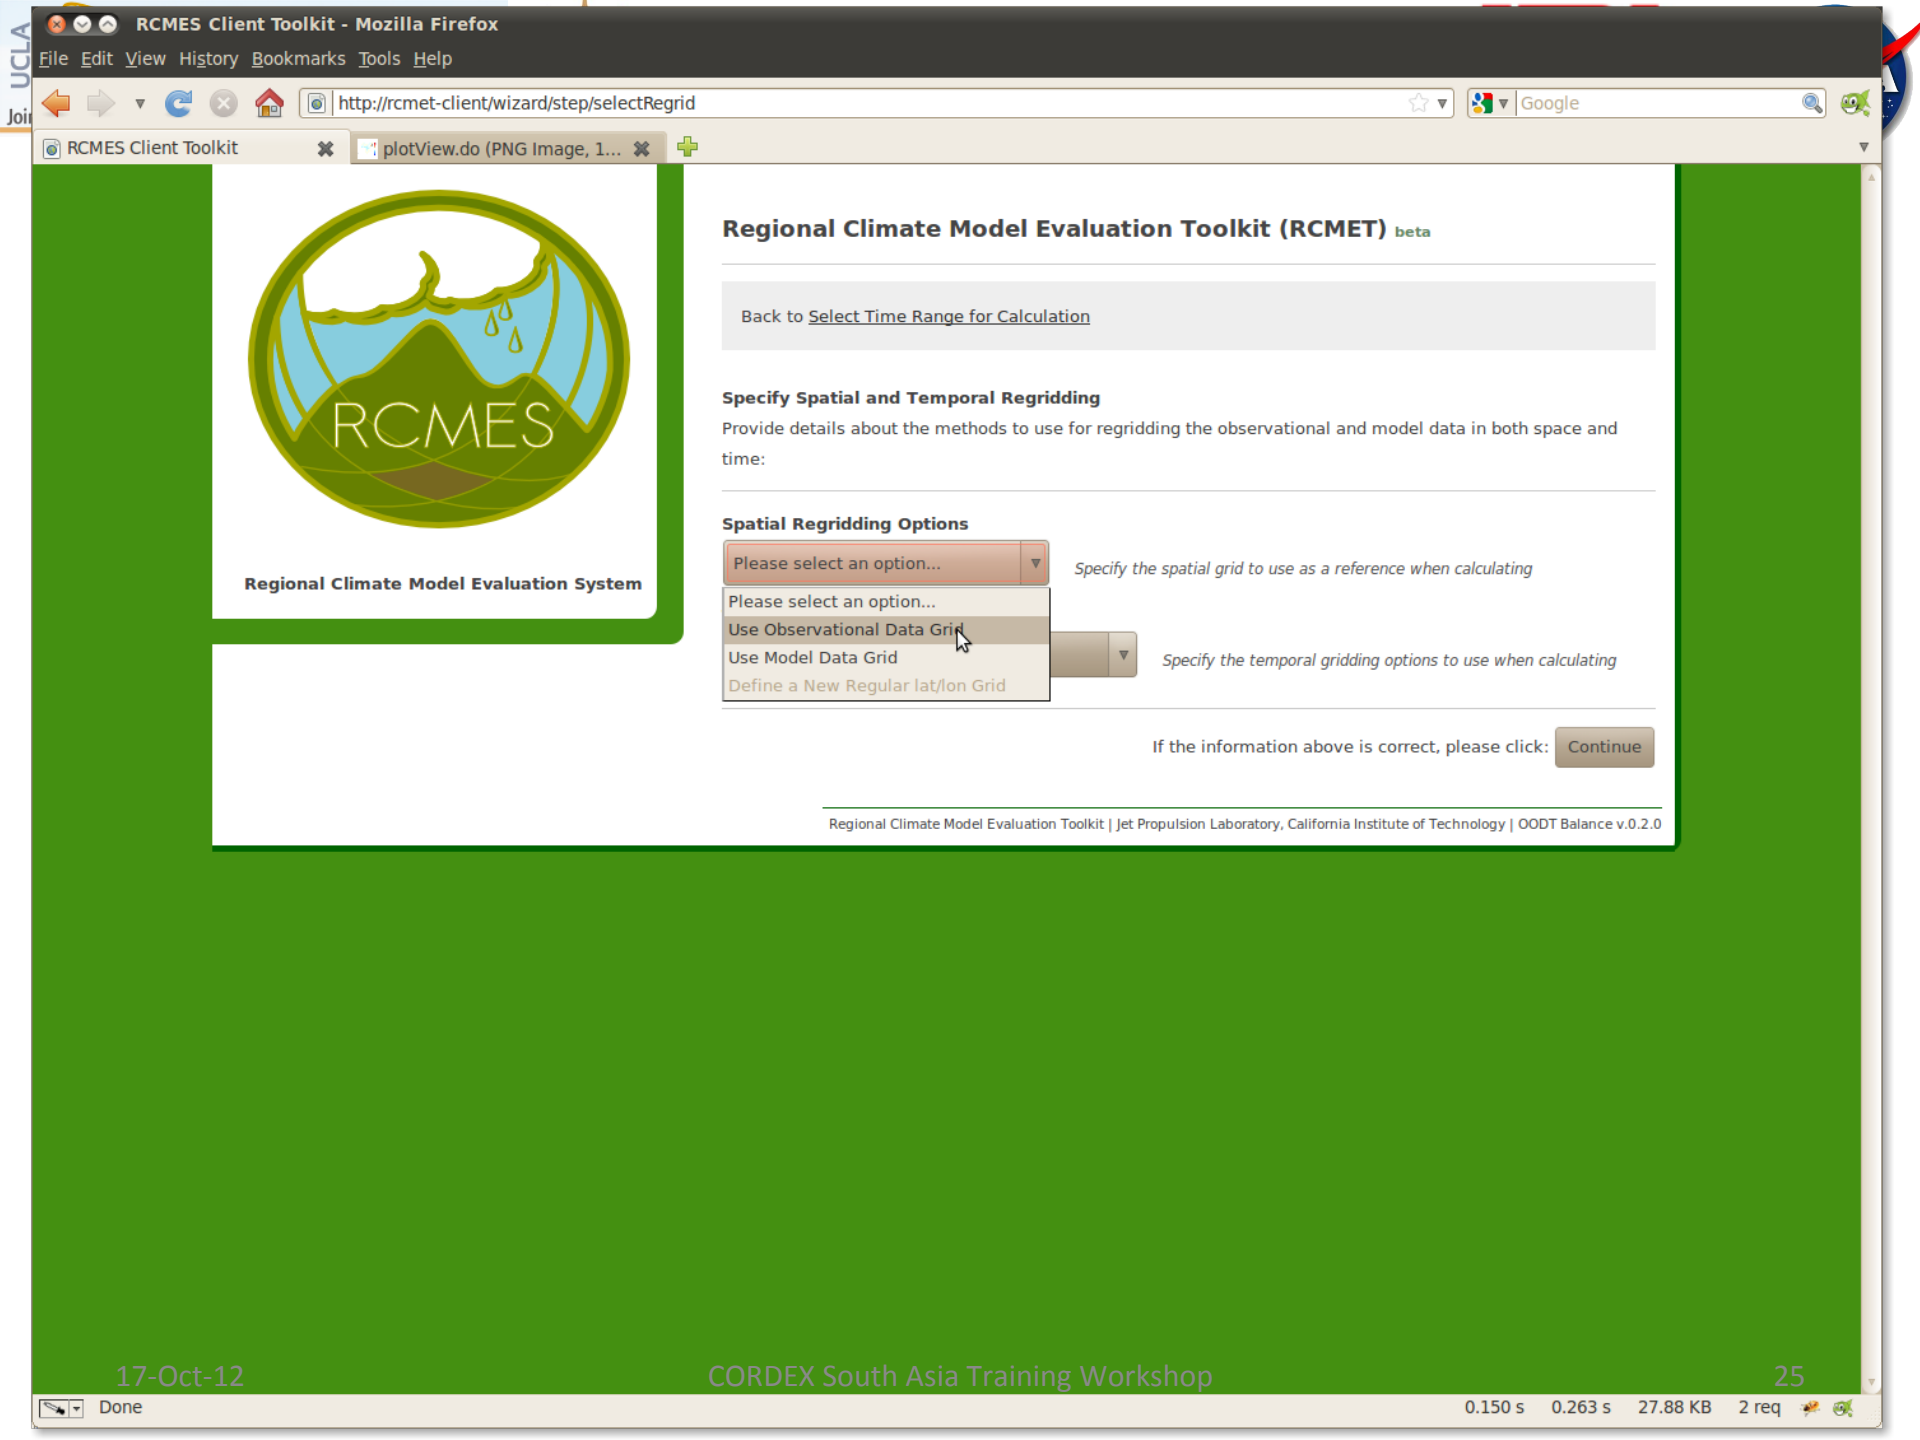 UCLA
Joi
RCMES Client Toolkit - Mozilla Firefox
File Edit View History Bookmarks Tools Help
http://rcmet-client/wizard/step/selectRegrid
Google
RCMES Client Toolkit
plotView.do (PNG Image, 1...
RCMES
Regional Climate Model Evaluation System
Regional Climate Model Evaluation Toolkit (RCMET) beta
Back to Select Time Range for Calculation
Specify Spatial and Temporal Regridding
Provide details about the methods to use for regridding the observational and model data in both space and
time:
Spatial Regridding Options
Please select an option...
Specify the spatial grid to use as a reference when calculating
Please select an option...
Use Observational Data Grid
Use Model Data Grid
Define a New Regular lat/lon Grid
Specify the temporal gridding options to use when calculating
If the information above is correct, please click: Continue
Regional Climate Model Evaluation Toolkit | Jet Propulsion Laboratory, California Institute of Technology | OODT Balance v.0.2.0
17-Oct-12
CORDEX South Asia Training Workshop
25
Done
0.150 s 0.263 s 27.88 KB 2 req